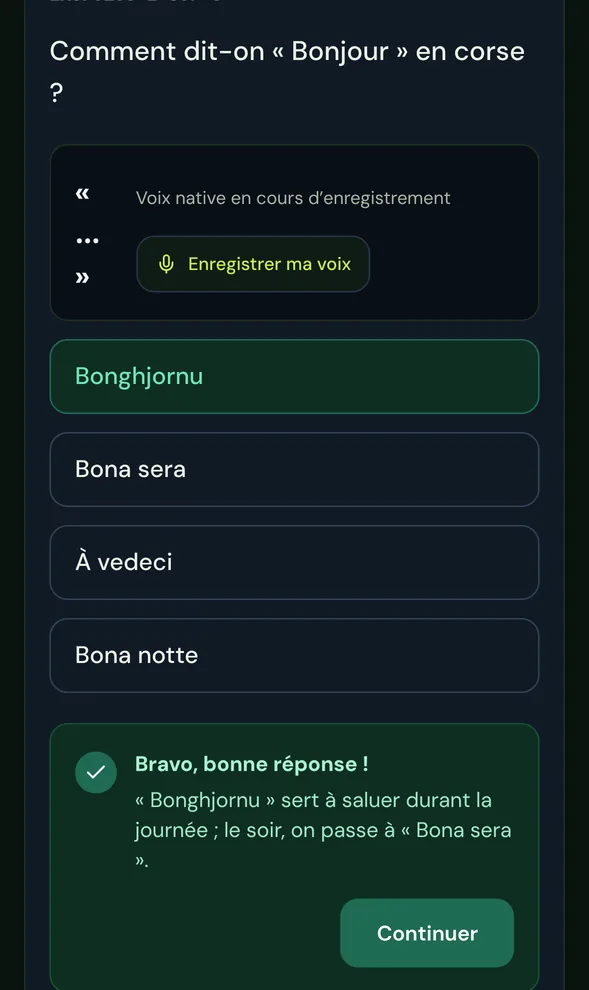 Comment dit-on « Bonjour » en corse
?
«
...
»
Voix native en cours d’enregistrement
Enregistrer ma voix
Bonghjornu
Bona sera
À vedeci
Bona notte
Bravo, bonne réponse !
« Bonghjornu » sert à saluer durant la
journée ; le soir, on passe à « Bona sera
».
Continuer